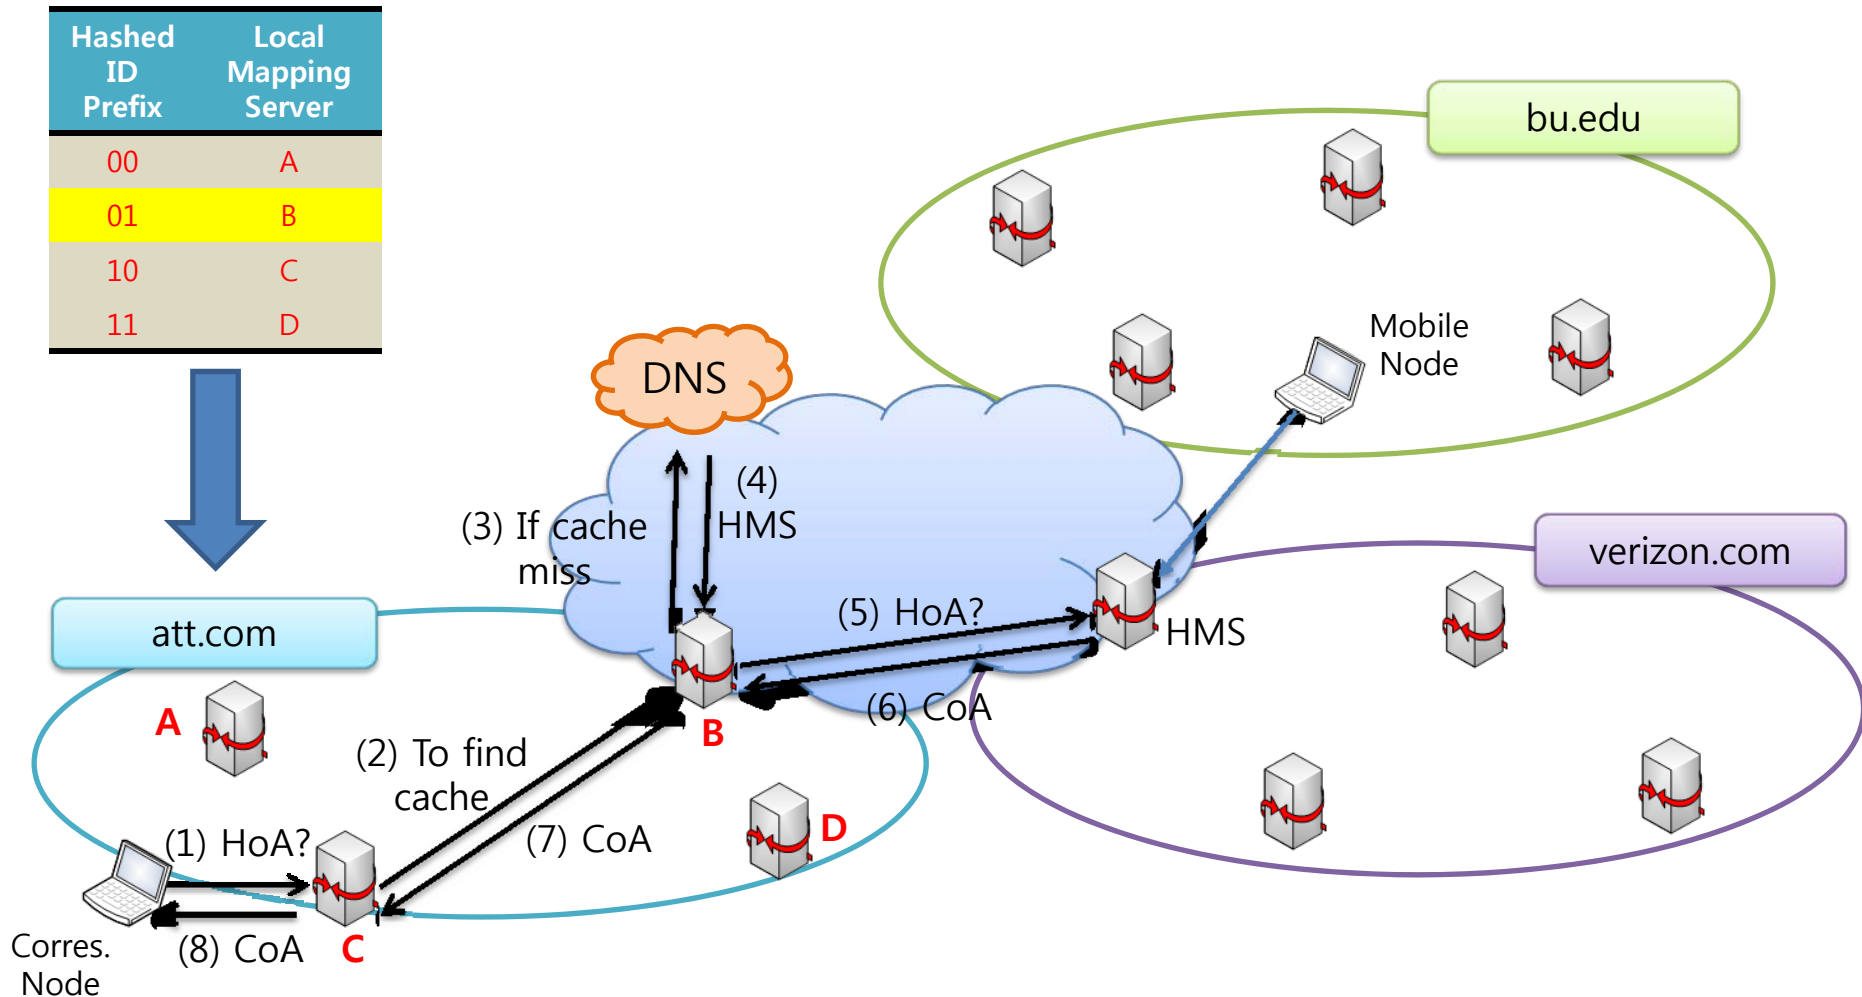 Hashed
ID
Prefix
Local
Mapping
Server
00 A
01 B
10 C
11 D
bu.edu
Mobile
Node
DNS
(4)
HMS
(3) If cache
miss
verizon.com
att.com
(5) HoA?
HMS
(6) CoA
A
B
(2) To find
cache
(7) CoA
D
(1) HoA?
(8) CoA
C
Corres.
Node